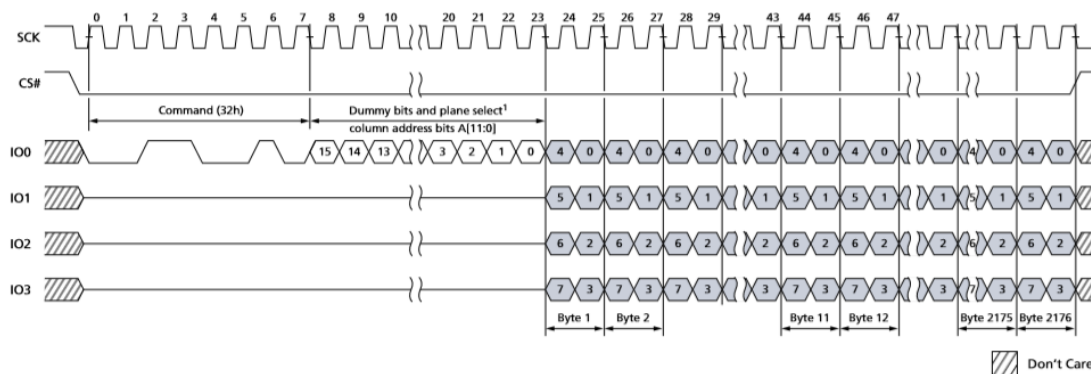 0 1 2 3 4 5 6 7 8 9 10 20 21 22 23 24 25 26 27 28 29 43 44 45 46 47
SCK
CS#
Command (32h) Dummy bits and plane select1
column address bits A[11:0]
IO0 15 14 13 3 2 1 0 4 0 4 0 4 0 0 4 0 4 0 0 4 0 4 0
IO1 5 1 5 1 5 1 1 5 1 5 1 1 5 1 5 1
IO2 6 2 6 2 6 2 2 6 2 6 2 2 6 2 6 2
IO3 7 3 7 3 7 3 3 7 3 7 3 3 7 3 7 3
Byte 1 Byte 2 Byte 11 Byte 12 Byte 2175 Byte 2176
Don't Care